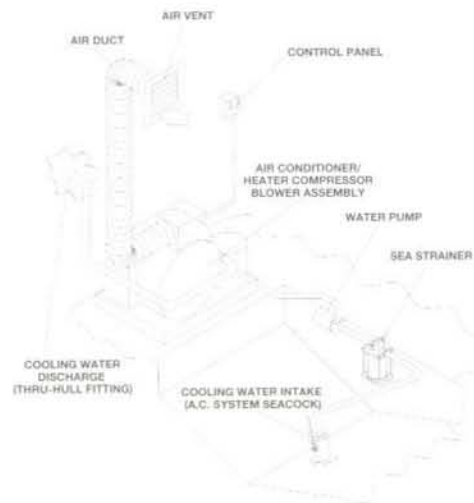 AIR VENT
AIR DUCT
CONTROL PANEL
AIR CONDITIONER/
HEATER COMPRESSOR
BLOWER ASSEMBLY
WATER PUMP
SEA STRAINER
COOLING WATER
DISCHARGE
(THRU-HULL FITTING)
COOLING WATER INTAKE
(A.C. SYSTEM SEACOCK)